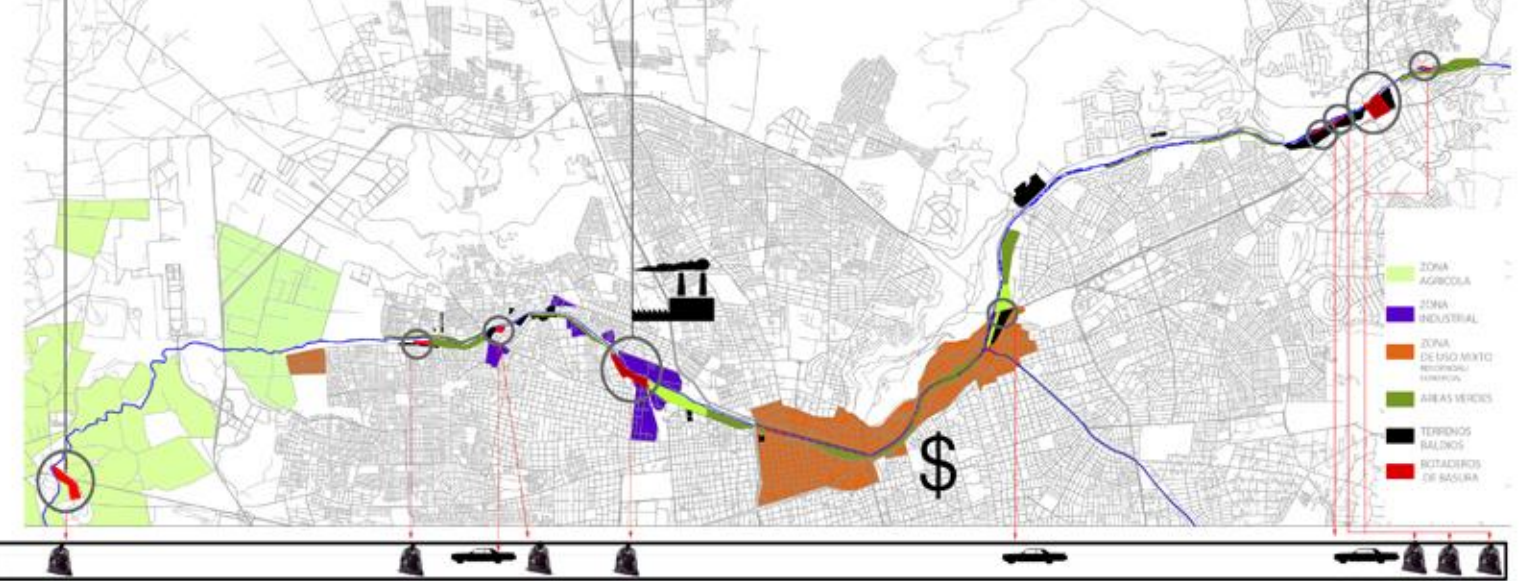 $
ZONA
AGRICOLA
ZONA
INDUSTRIAL
ZONA
DE USO MIXTO
AREAS VERDES
TERRENOS
BALDIOS
BOTADEROS
DE BASURA